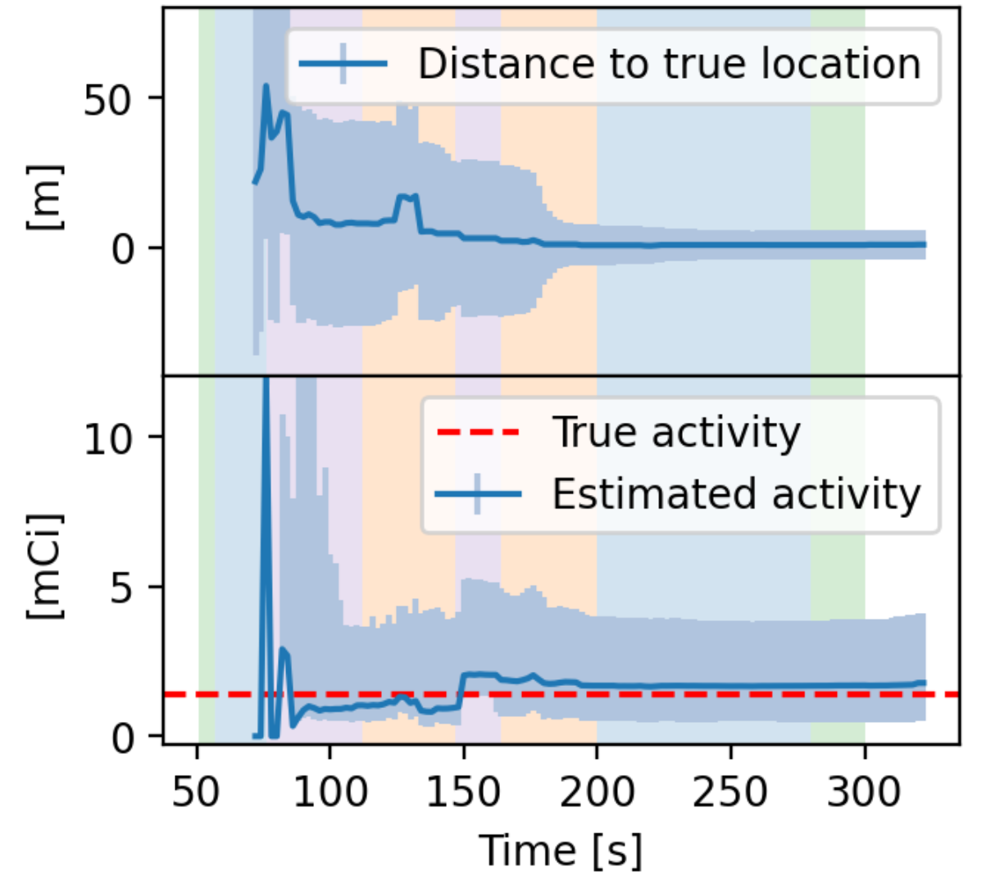 Distance to true location
50
0
[m]
True activity
Estimated activity
10
5
0
[mCi]
50 100 150 200 250 300
Time [s]